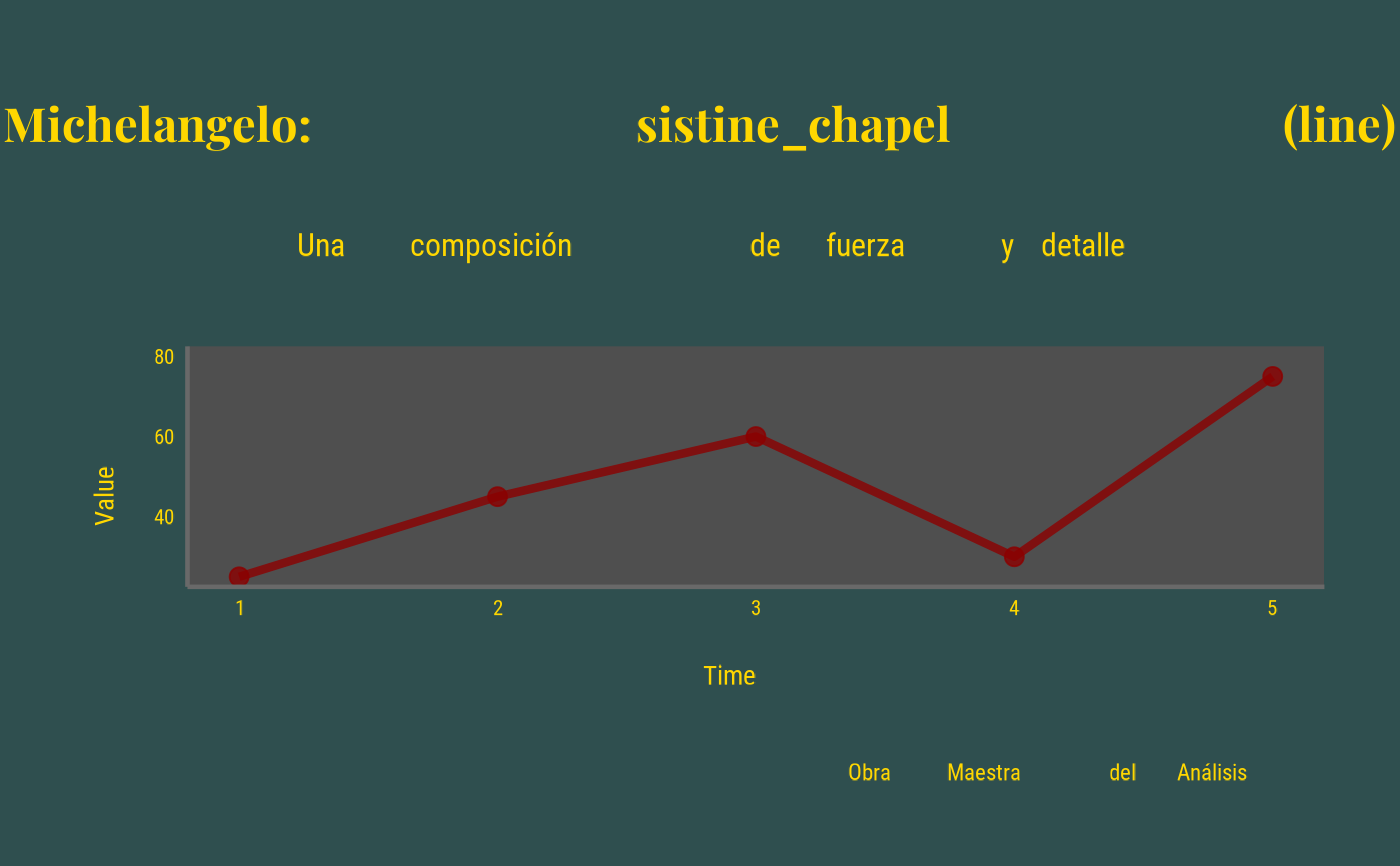 Michelangelo: sistine_chapel (line)
Una composición de fuerza y detalle
80
60
40
Value
1 2 3 4 5
Time
Obra Maestra del Análisis